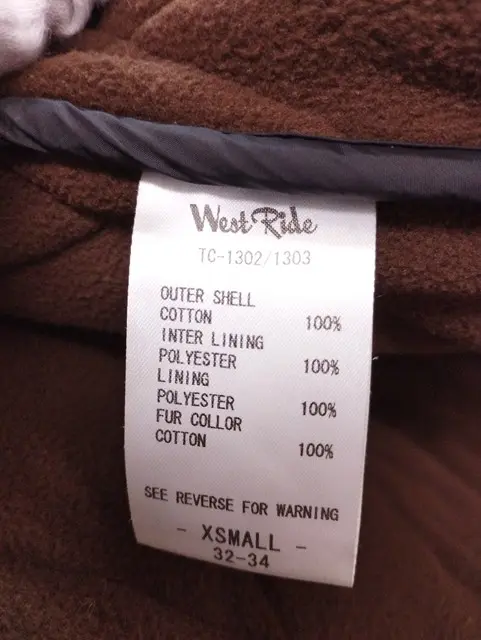 West Ride
TC-1302/1303
OUTER SHELL
COTTON 100%
INTER LINING
POLYESTER 100%
LINING
POLYESTER 100%
FUR COLLOR
COTTON 100%
SEE REVERSE FOR WARNING
- XSMALL -
32-34